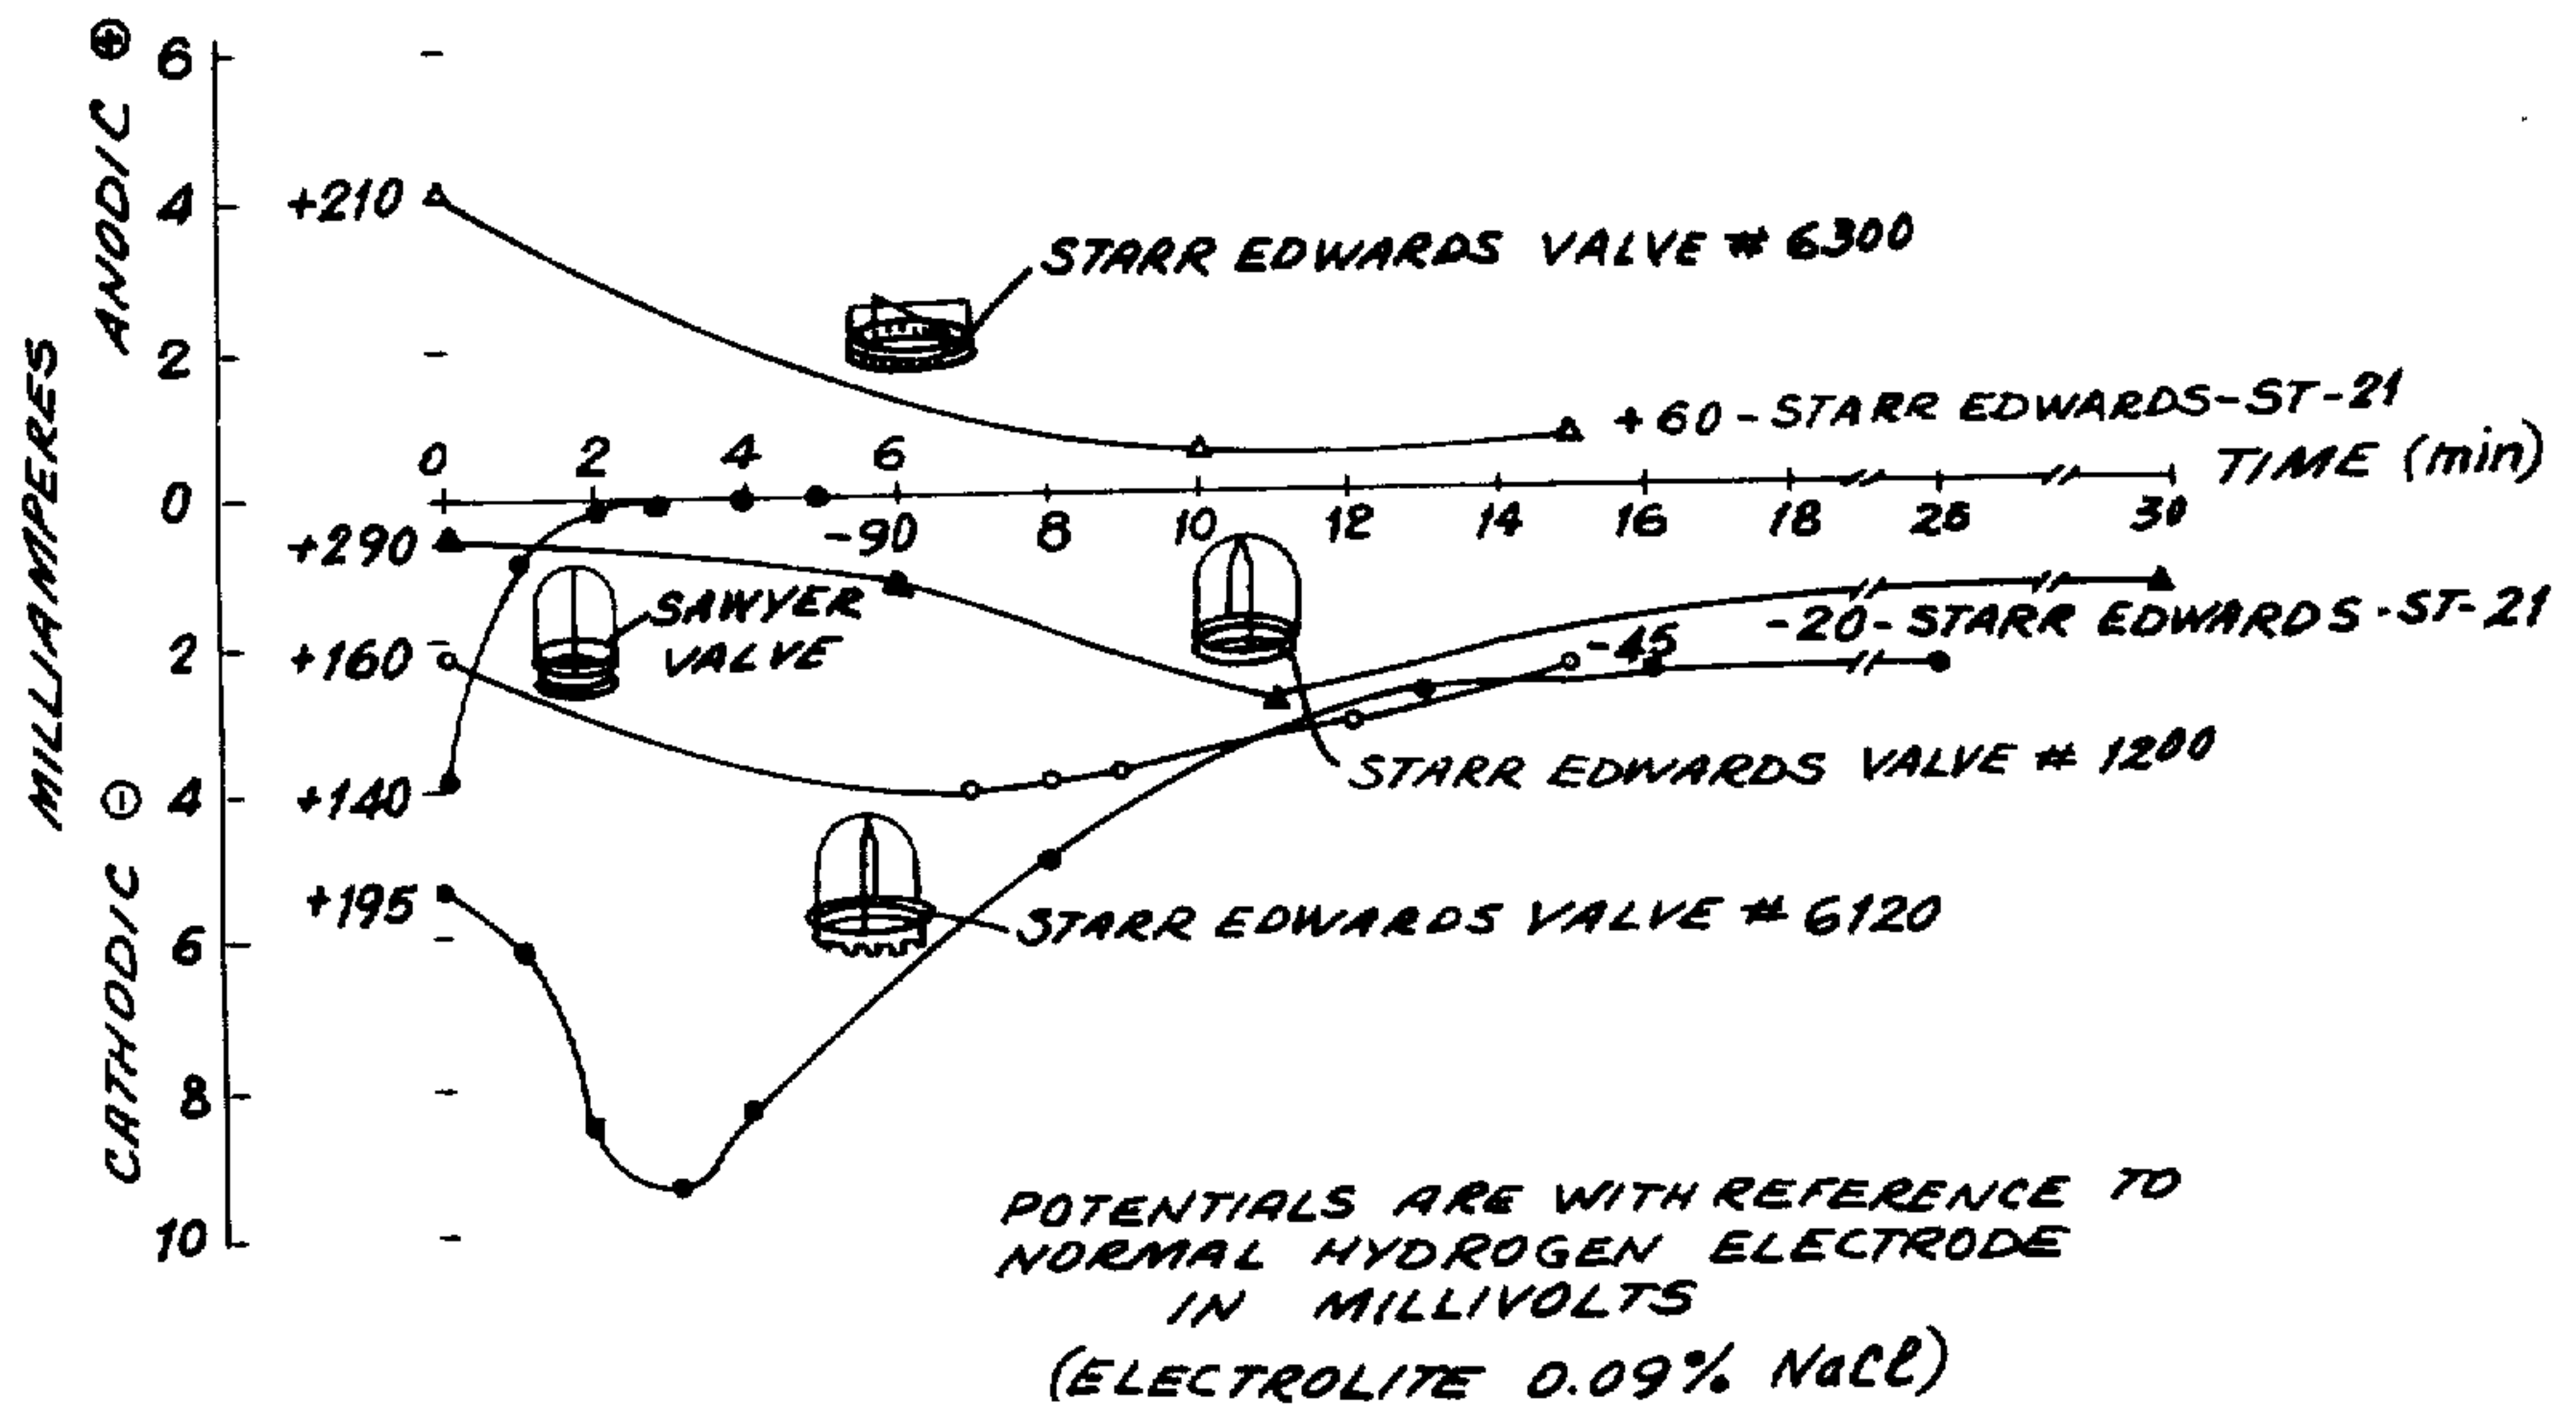 MILLIAMPERES
ANODIC ⊕
CATHODIC ⊖
6
4
2
0
2
4
6
8
10
+210
STARR EDWARDS VALVE # 6300
+60-STARR EDWARDS-ST-21
TIME (min)
0 2 4 6
8 10 12 14 16 18 30
-90
+290
SAWYER
VALVE
+160
-45
-20-STARR EDWARDS-ST-21
+140
STARR EDWARDS VALVE # 1200
+195
STARR EDWARDS VALVE # 6120
POTENTIALS ARE WITH REFERENCE TO
NORMAL HYDROGEN ELECTRODE
IN MILLIVOLTS
(ELECTROLITE 0.09% NaCl)